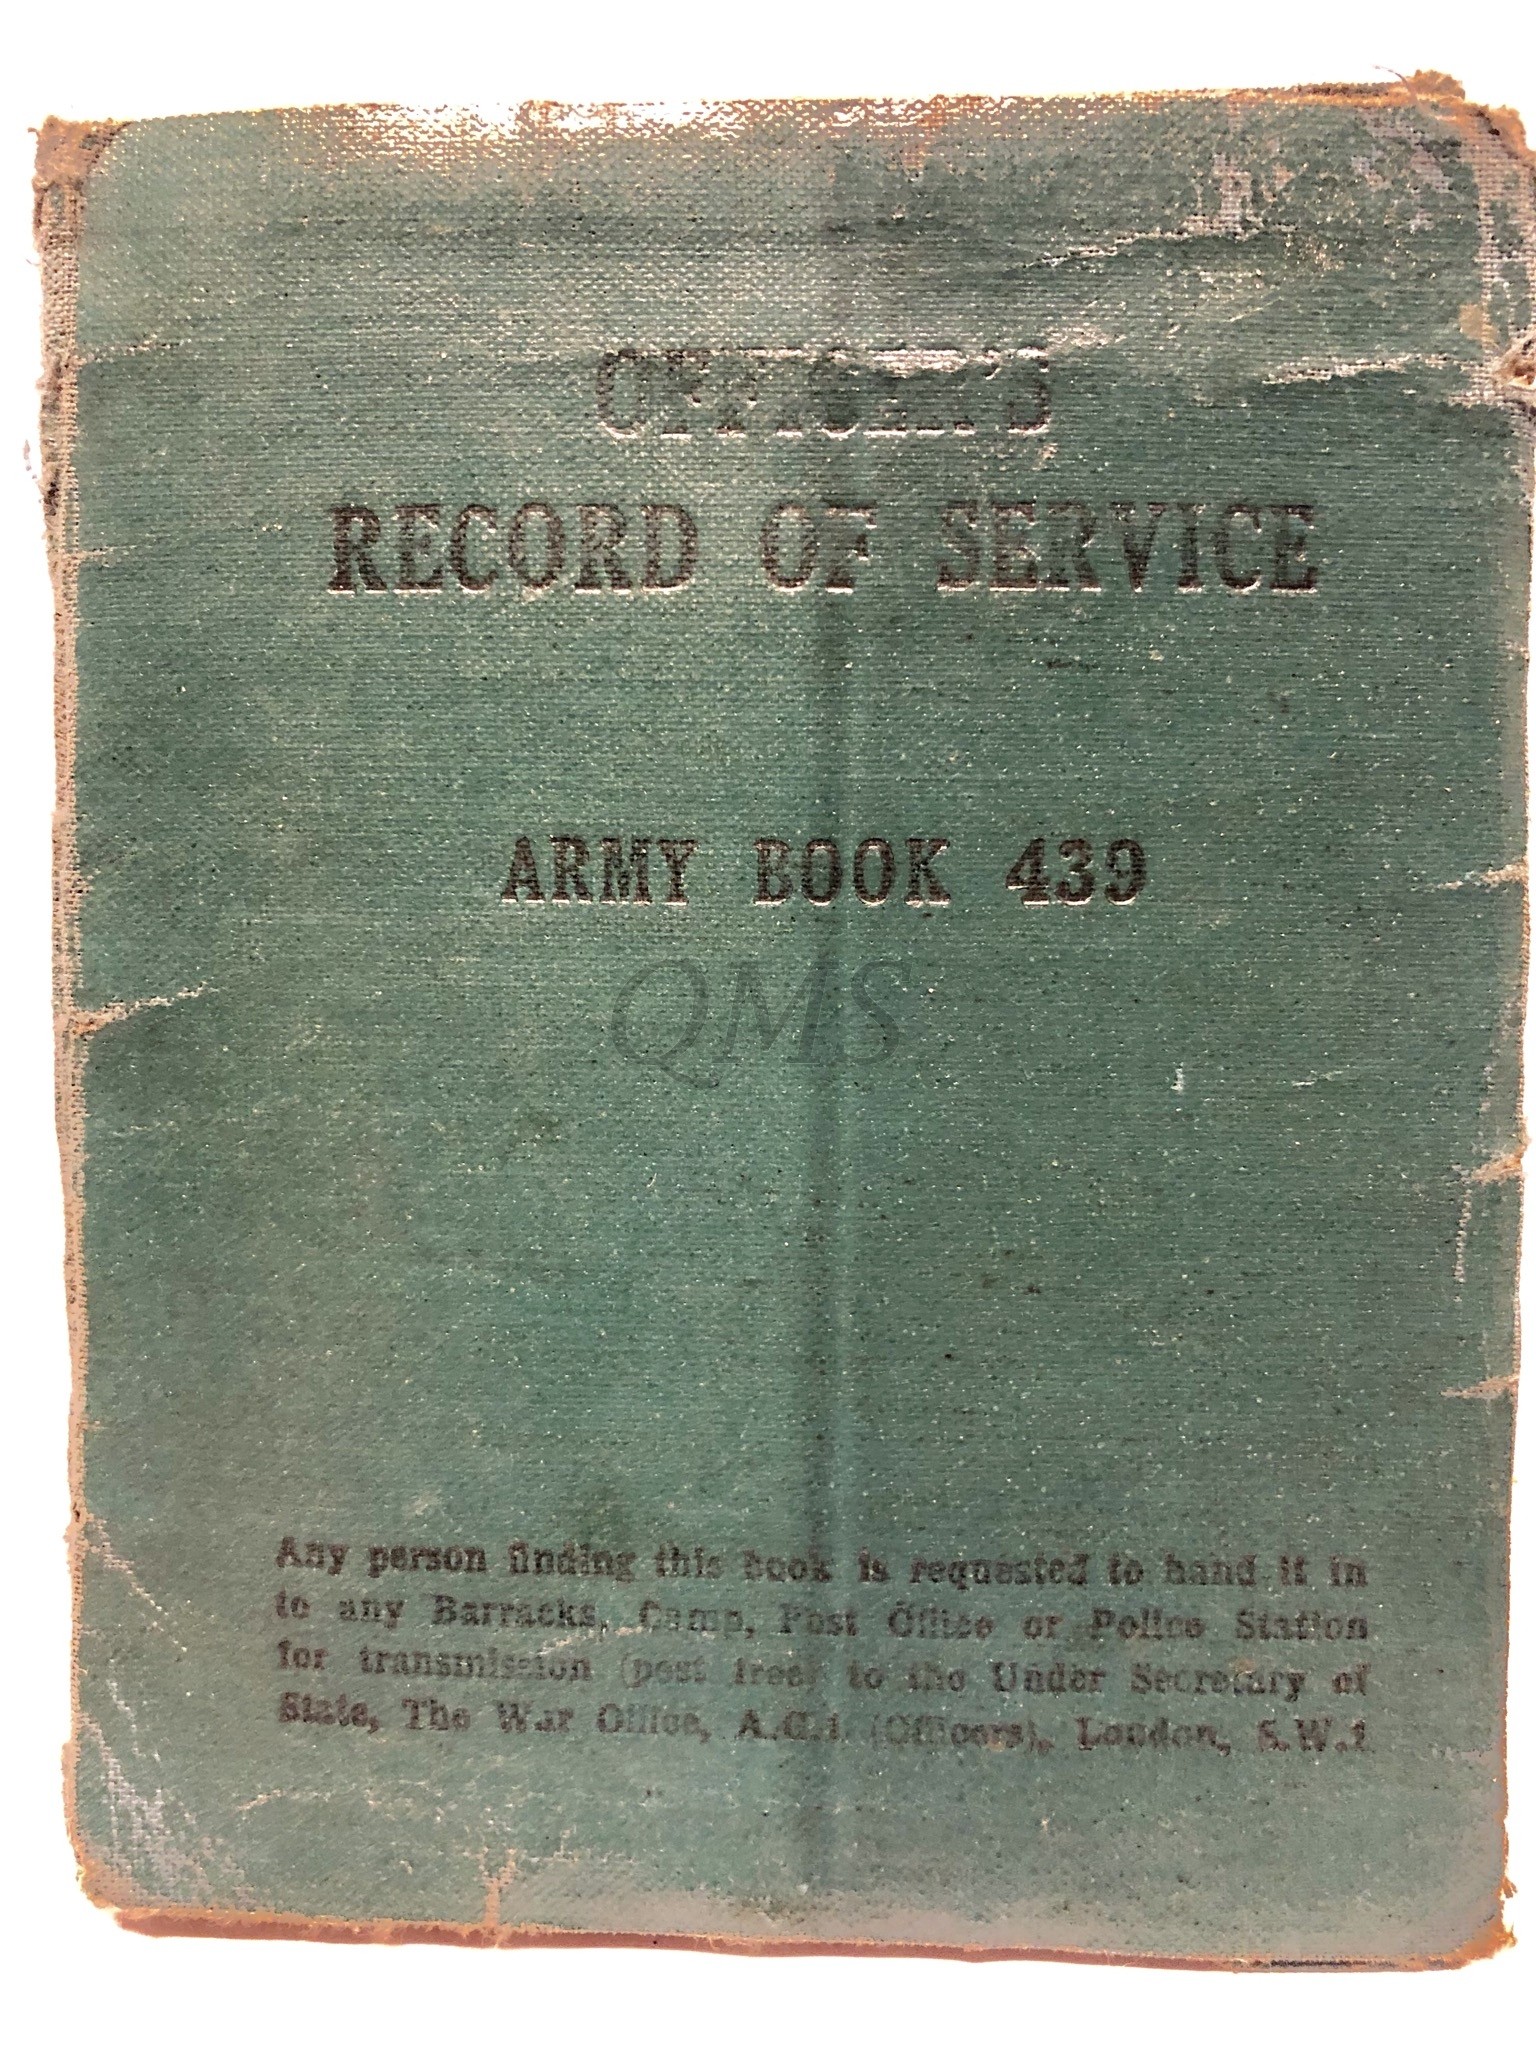 OFFICER'S
RECORD OF SERVICE
ARMY BOOK 439
QMS
Any person finding this book is requested to hand it in
to any Barracks, Camp, Post Office or Police Station
for transmission (post free) to the Under Secretary of
State, The War Office, A.G.1 (Officers), London, S.W.1